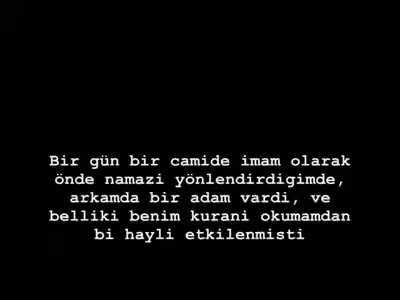 Bir gün bir camide imam olarak
önde namazi yönlendirdigimde,
arkamda bir adam vardi, ve
belliki benim kurani okumamdan
bi hayli etkilenmisti